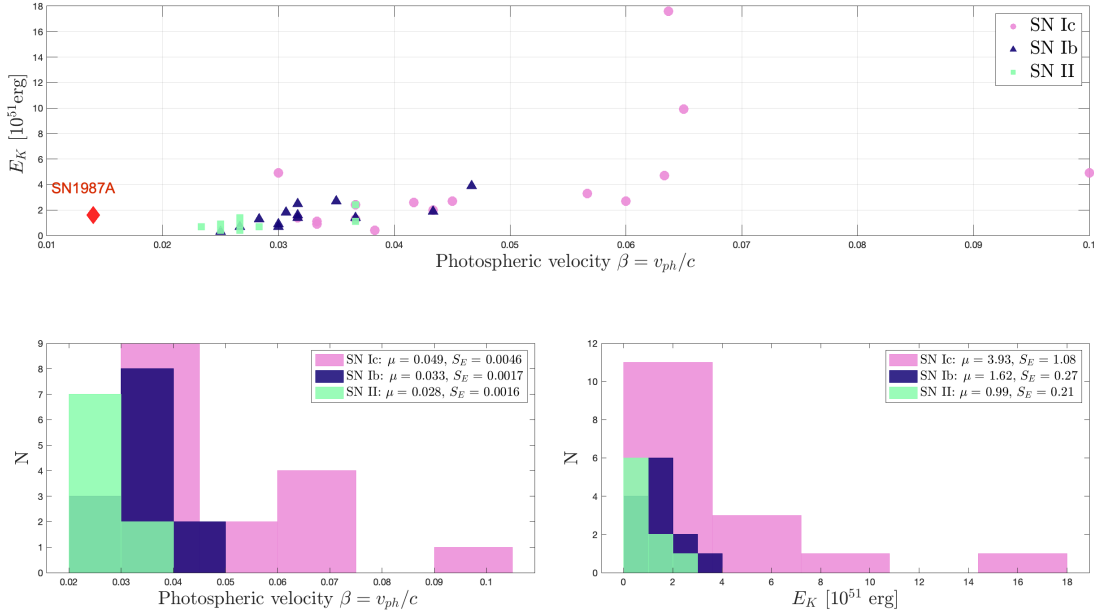 18
16
14
12
10
8
6
4
2
0
E_K [10^51 erg]
SN Ic
SN Ib
SN II
SN1987A
0.01 0.02 0.03 0.04 0.05 0.06 0.07 0.08 0.09 0.1
Photospheric velocity β = v_ph/c
9
8
7
6
5
4
3
2
1
0
N
SN Ic: μ = 0.049, S_E = 0.0046
SN Ib: μ = 0.033, S_E = 0.0017
SN II: μ = 0.028, S_E = 0.0016
0.02 0.03 0.04 0.05 0.06 0.07 0.08 0.09 0.1
Photospheric velocity β = v_ph/c
12
10
8
6
4
2
0
N
SN Ic: μ = 3.93, S_E = 1.08
SN Ib: μ = 1.62, S_E = 0.27
SN II: μ = 0.99, S_E = 0.21
0 2 4 6 8 10 12 14 16 18
E_K [10^51 erg]